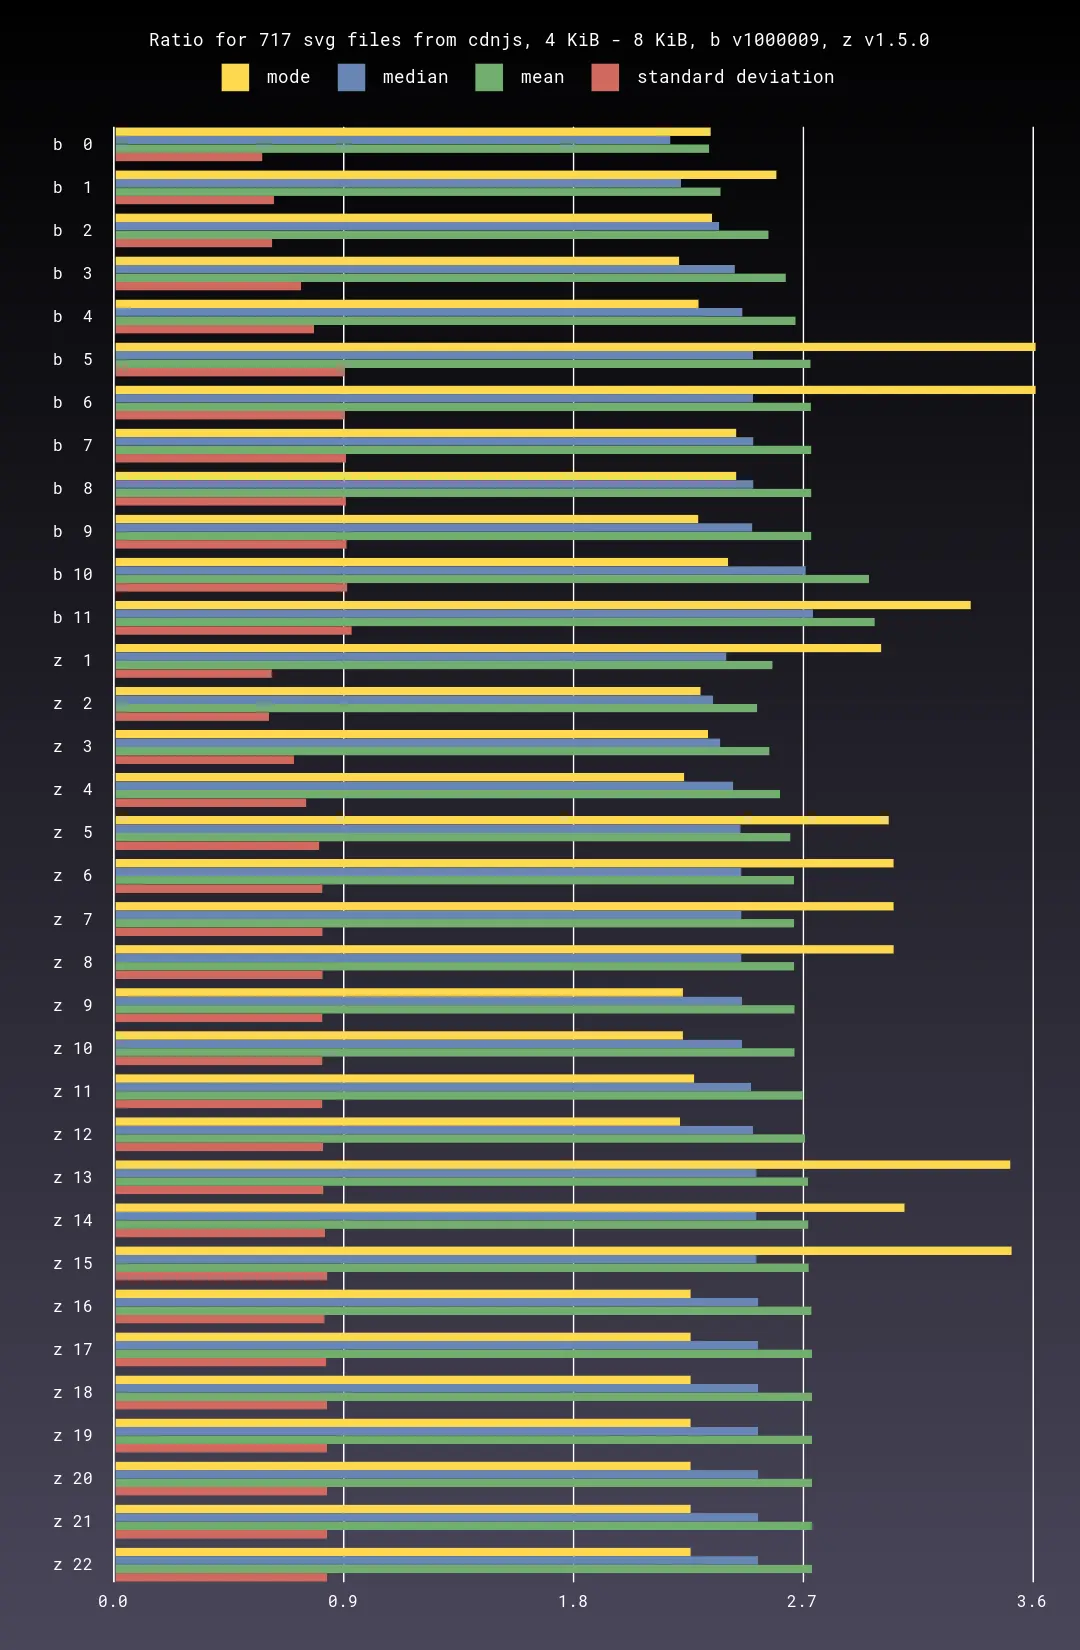 Ratio for 717 svg files from cdnjs, 4 KiB - 8 KiB, b v1000009, z v1.5.0
mode median mean standard deviation
b 0
b 1
b 2
b 3
b 4
b 5
b 6
b 7
b 8
b 9
b 10
b 11
z 1
z 2
z 3
z 4
z 5
z 6
z 7
z 8
z 9
z 10
z 11
z 12
z 13
z 14
z 15
z 16
z 17
z 18
z 19
z 20
z 21
z 22
0.0 0.9 1.8 2.7 3.6